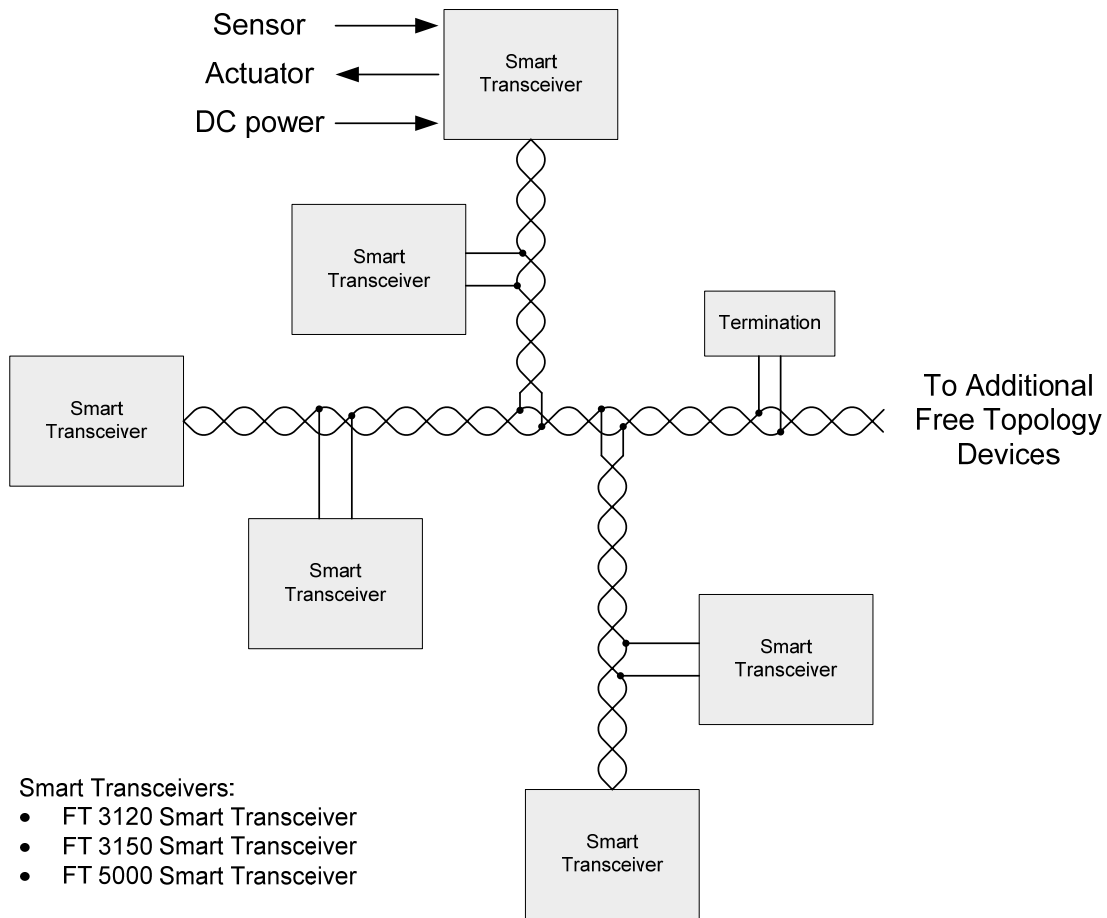 Sensor
Actuator
DC power
Smart
Transceiver
Smart
Transceiver
Termination
Smart
Transceiver
To Additional
Free Topology
Devices
Smart
Transceiver
Smart
Transceiver
Smart Transceivers:
• FT 3120 Smart Transceiver
• FT 3150 Smart Transceiver
• FT 5000 Smart Transceiver
Smart
Transceiver